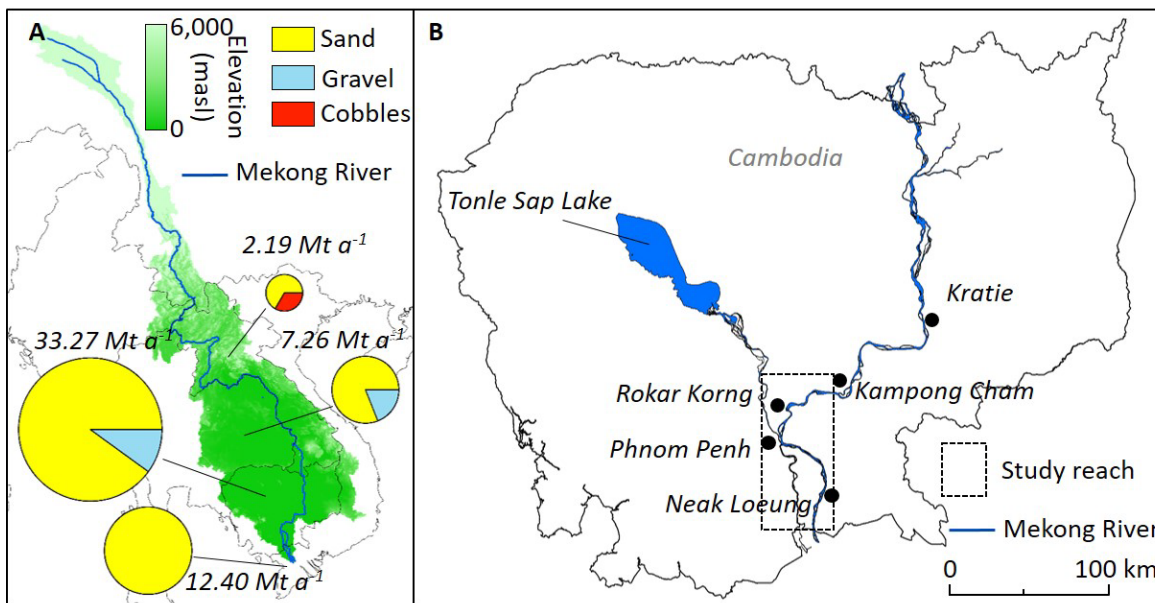 A
6,000
0
Elevation
(masl)
Sand
Gravel
Cobbles
Mekong River
2.19 Mt a⁻¹
33.27 Mt a⁻¹
7.26 Mt a⁻¹
12.40 Mt a⁻¹
B
Cambodia
Tonle Sap Lake
Kratie
Rokar Korng
Kampong Cham
Phnom Penh
Neak Loeung
Study reach
Mekong River
0 100 km